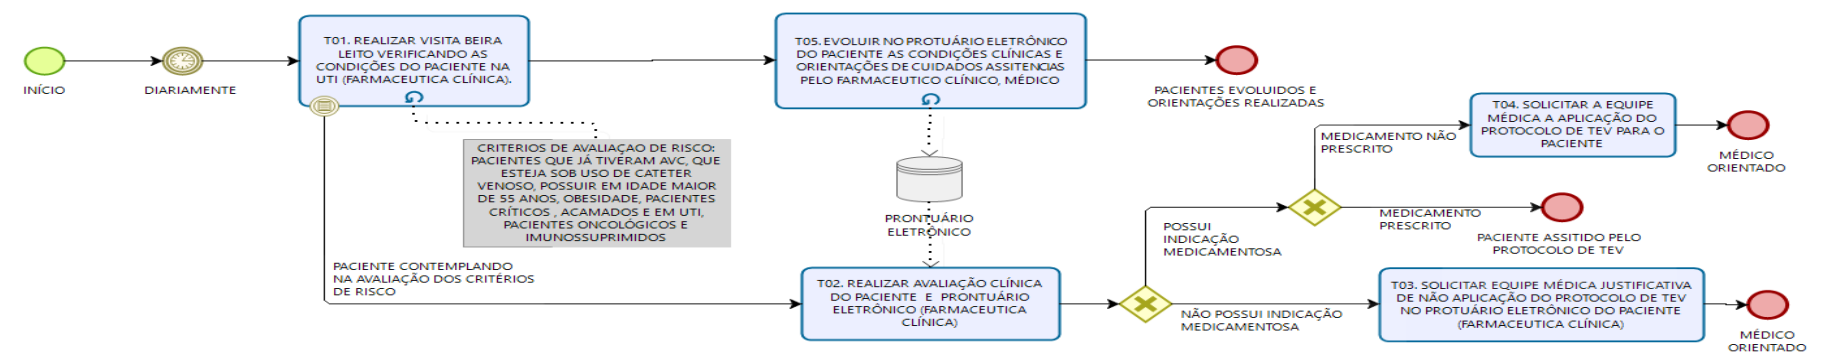 INÍCIO
DIARIAMENTE
T01. REALIZAR VISITA BEIRA
LEITO VERIFICANDO AS
CONDIÇÕES DO PACIENTE NA
UTI (FARMACEUTICA CLÍNICA).
T05. EVOLUIR NO PROTUÁRIO ELETRÔNICO
DO PACIENTE AS CONDIÇÕES CLÍNICAS E
ORIENTAÇÕES DE CUIDADOS ASSITENCIAS
PELO FARMACEUTICO CLÍNICO, MÉDICO
PACIENTES EVOLUIDOS E
ORIENTAÇÕES REALIZADAS
CRITERIOS DE AVALIAÇAO DE RISCO:
PACIENTES QUE JÁ TIVERAM AVC, QUE
ESTEJA SOB USO DE CATETER
VENOSO, POSSUIR EM IDADE MAIOR
DE 55 ANOS, OBESIDADE, PACIENTES
CRÍTICOS , ACAMADOS E EM UTI,
PACIENTES ONCOLÓGICOS E
IMUNOSSUPRIMIDOS
PRONTUÁRIO
ELETRÔNICO
PACIENTE CONTEMPLANDO
NA AVALIAÇÃO DOS CRITÉRIOS
DE RISCO
T02. REALIZAR AVALIAÇÃO CLÍNICA
DO PACIENTE E PRONTUÁRIO
ELETRÔNICO (FARMACEUTICA
CLÍNICA)
POSSUI
INDICAÇÃO
MEDICAMENTOSA
NÃO POSSUI INDICAÇÃO
MEDICAMENTOSA
MEDICAMENTO NÃO
PRESCRITO
T04. SOLICITAR A EQUIPE
MÉDICA A APLICAÇÃO DO
PROTOCOLO DE TEV PARA O
PACIENTE
MÉDICO
ORIENTADO
MEDICAMENTO
PRESCRITO
PACIENTE ASSITIDO PELO
PROTOCOLO DE TEV
T03. SOLICITAR EQUIPE MÉDICA JUSTIFICATIVA
DE NÃO APLICAÇÃO DO PROTOCOLO DE TEV
NO PROTUÁRIO ELETRÔNICO DO PACIENTE
(FARMACEUTICA CLÍNICA)
MÉDICO
ORIENTADO